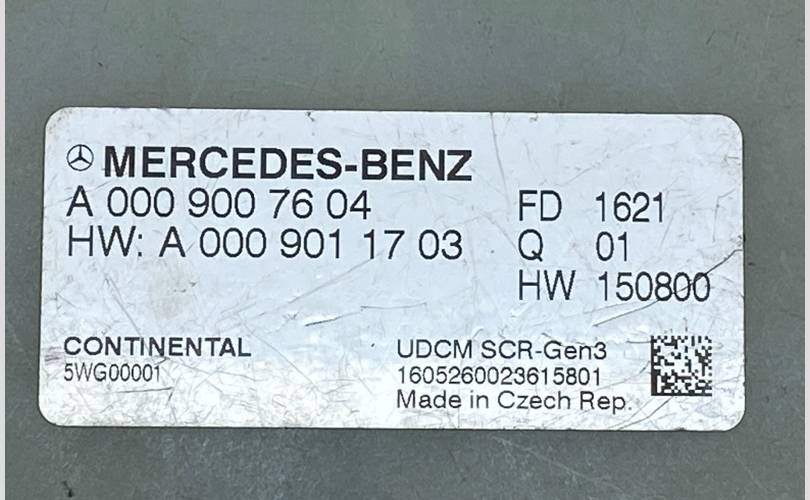 MERCEDES-BENZ
A 000 900 76 04
HW: A 000 901 17 03
FD 1621
Q 01
HW 150800
CONTINENTAL
5WG00001
UDCM SCR-Gen3
1605260023615801
Made in Czech Rep.